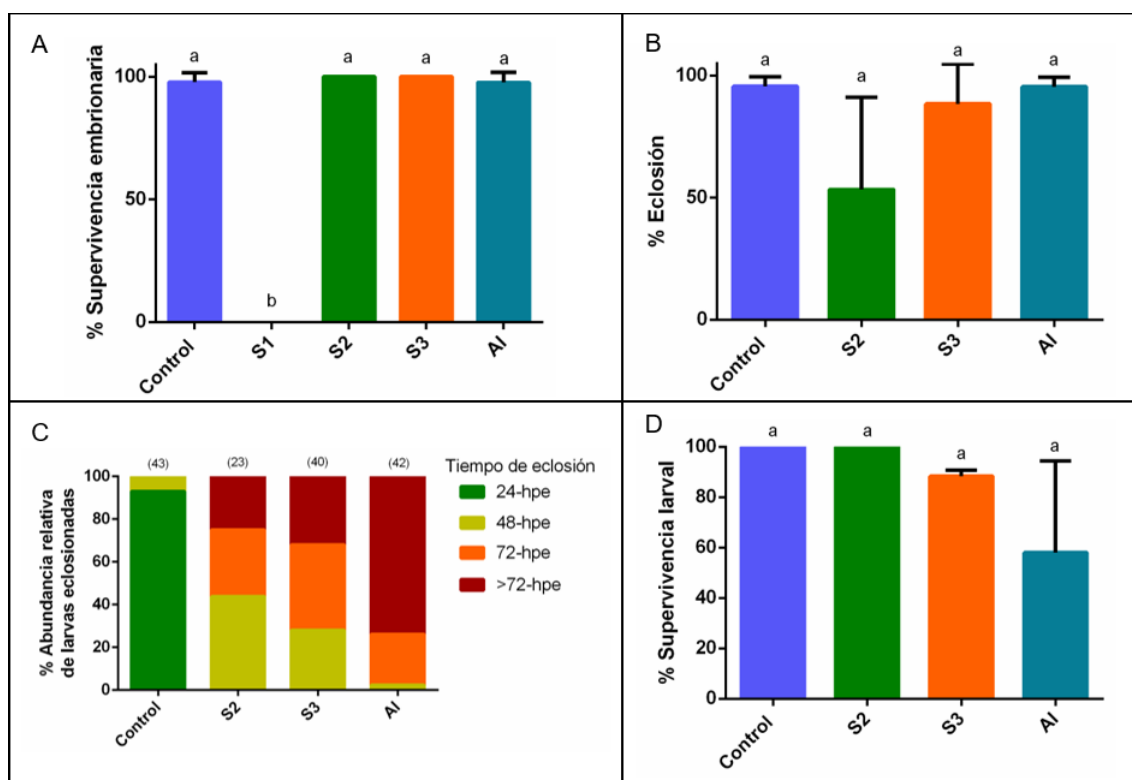 A
% Supervivencia embrionaria
100
50
0
a
b
a
a
a
Control
S1
S2
S3
AI
B
% Eclosión
100
50
0
a
a
a
a
Control
S2
S3
AI
C
% Abundancia relativa
de larvas eclosionadas
100
80
60
40
20
0
(43)
(23)
(40)
(42)
Control
S2
S3
AI
Tiempo de eclosión
24-hpe
48-hpe
72-hpe
>72-hpe
D
% Supervivencia larval
100
80
60
40
20
0
a
a
a
a
Control
S2
S3
AI